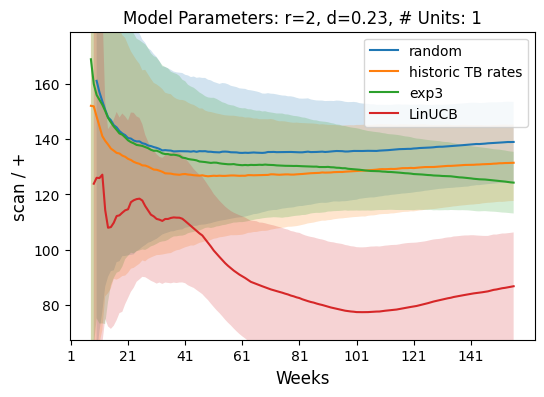 Model Parameters: r=2, d=0.23, # Units: 1
random
historic TB rates
exp3
LinUCB
scan / +
160
140
120
100
80
1 21 41 61 81 101 121 141
Weeks